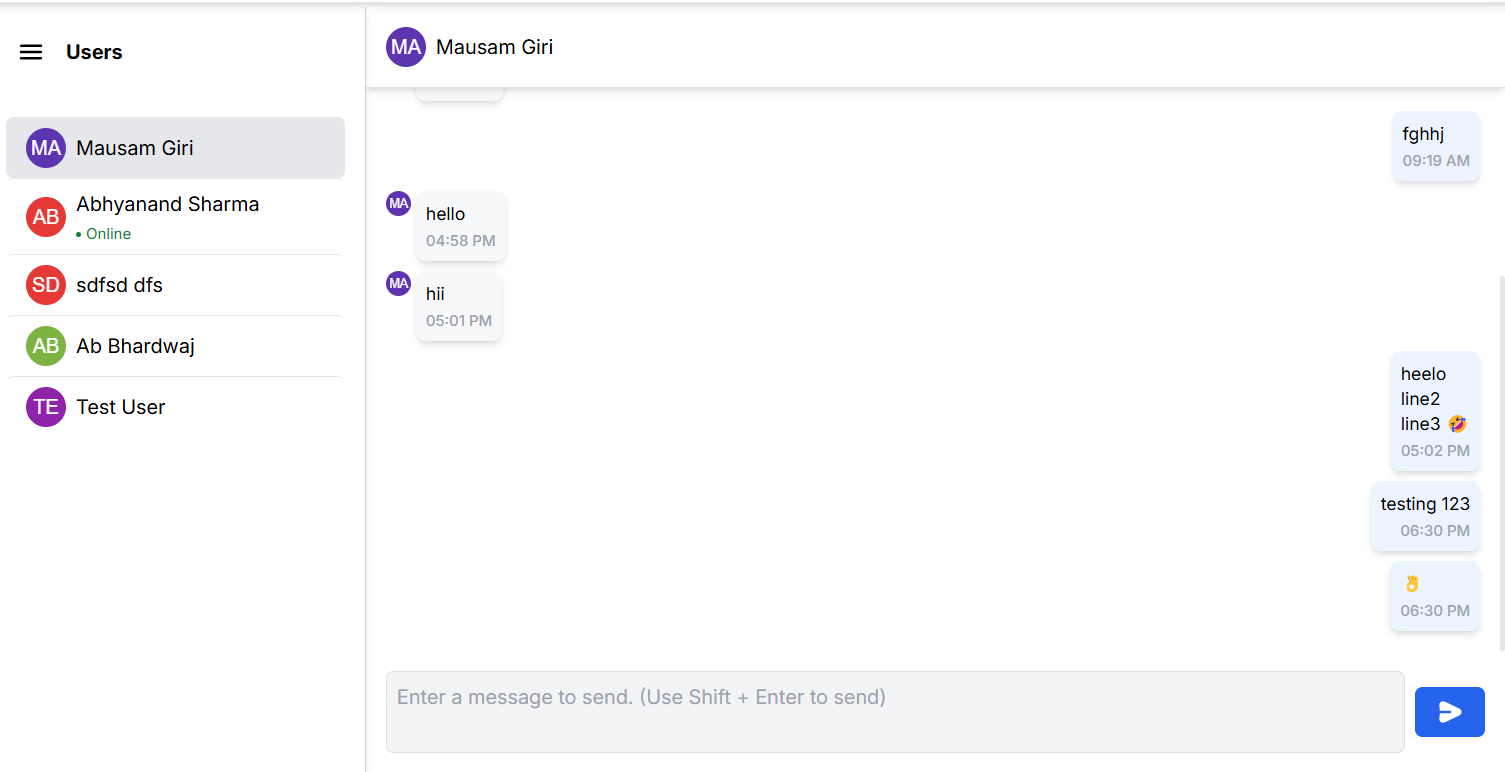 Users
MA Mausam Giri
AB Abhyanand Sharma
• Online
SD sdfsd dfs
AB Ab Bhardwaj
TE Test User
MA Mausam Giri
fghhj
09:19 AM
MA hello
04:58 PM
MA hii
05:01 PM
heelo
line2
line3 🤣
05:02 PM
testing 123
06:30 PM
👌
06:30 PM
Enter a message to send. (Use Shift + Enter to send)